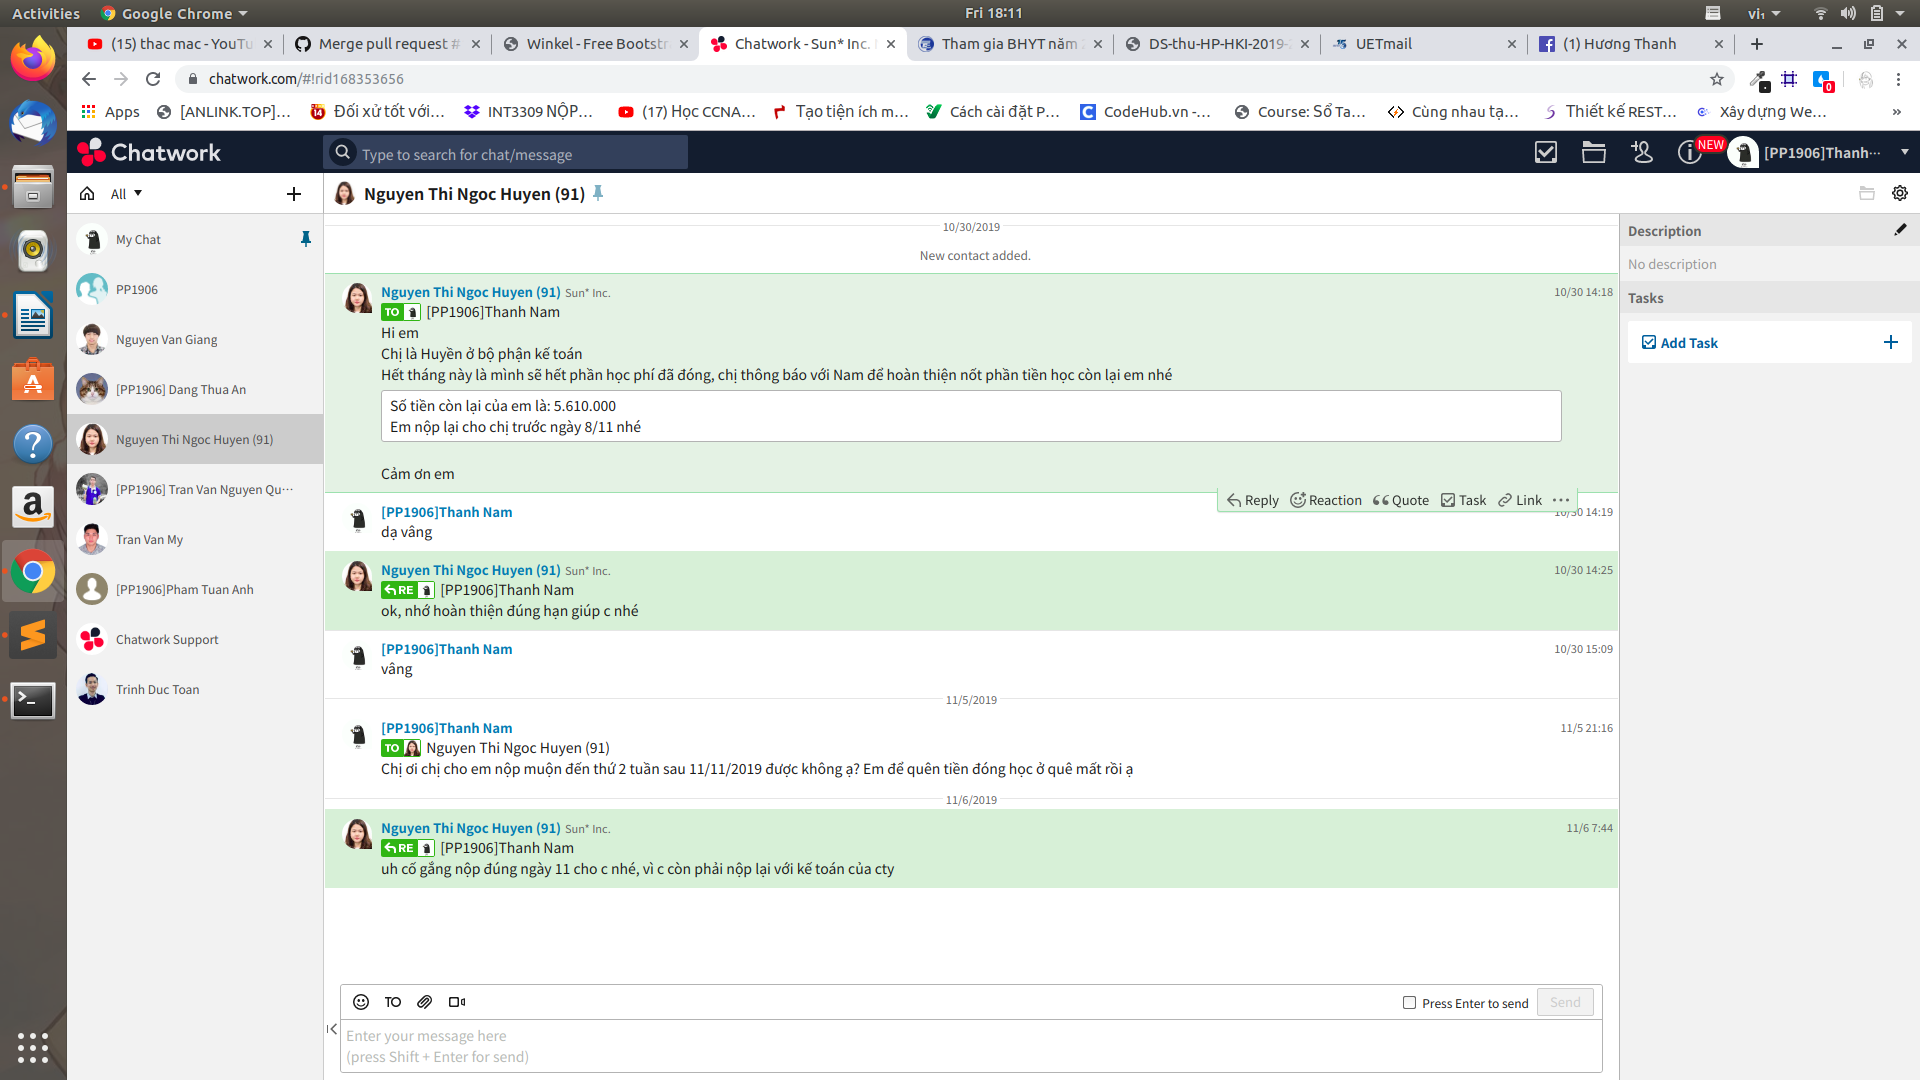 Activities
Google Chrome
Fri 18:11
vi₁
(15) thac mac - YouTu
Merge pull request #
Winkel - Free Bootstr
Chatwork - Sun* Inc.
Tham gia BHYT năm
DS-thu-HP-HKI-2019-
UETmail
(1) Hương Thanh
chatwork.com/#!rid168353656
0
Apps
[ANLINK.TOP]…
Đối xử tốt với…
INT3309 NỘP…
(17) Học CCNA…
Tạo tiện ích m…
Cách cài đặt P…
CodeHub.vn -…
Course: Sổ Ta…
Cùng nhau tạ…
Thiết kế REST…
Xây dựng We…
»
Chatwork
Type to search for chat/message
NEW
[PP1906]Thanh···
All
Nguyen Thi Ngoc Huyen (91)
My Chat
PP1906
Nguyen Van Giang
[PP1906] Dang Thua An
Nguyen Thi Ngoc Huyen (91)
[PP1906] Tran Van Nguyen Qu···
Tran Van My
[PP1906]Pham Tuan Anh
Chatwork Support
Trinh Duc Toan
10/30/2019
New contact added.
Nguyen Thi Ngoc Huyen (91) Sun* Inc.
10/30 14:18
TO [PP1906]Thanh Nam
Hi em
Chị là Huyền ở bộ phận kế toán
Hết tháng này là mình sẽ hết phần học phí đã đóng, chị thông báo với Nam để hoàn thiện nốt phần tiền học còn lại em nhé
Số tiền còn lại của em là: 5.610.000
Em nộp lại cho chị trước ngày 8/11 nhé
Cảm ơn em
Reply Reaction Quote Task Link ···
[PP1906]Thanh Nam
10/30 14:19
dạ vâng
Nguyen Thi Ngoc Huyen (91) Sun* Inc.
10/30 14:25
RE [PP1906]Thanh Nam
ok, nhớ hoàn thiện đúng hạn giúp c nhé
[PP1906]Thanh Nam
10/30 15:09
vâng
11/5/2019
[PP1906]Thanh Nam
11/5 21:16
TO Nguyen Thi Ngoc Huyen (91)
Chị ơi chị cho em nộp muộn đến thứ 2 tuần sau 11/11/2019 được không ạ? Em để quên tiền đóng học ở quê mất rồi ạ
11/6/2019
Nguyen Thi Ngoc Huyen (91) Sun* Inc.
11/6 7:44
RE [PP1906]Thanh Nam
uh cố gắng nộp đúng ngày 11 cho c nhé, vì c còn phải nộp lại với kế toán của cty
TO
Press Enter to send
Send
Enter your message here
(press Shift + Enter for send)
Description
No description
Tasks
Add Task